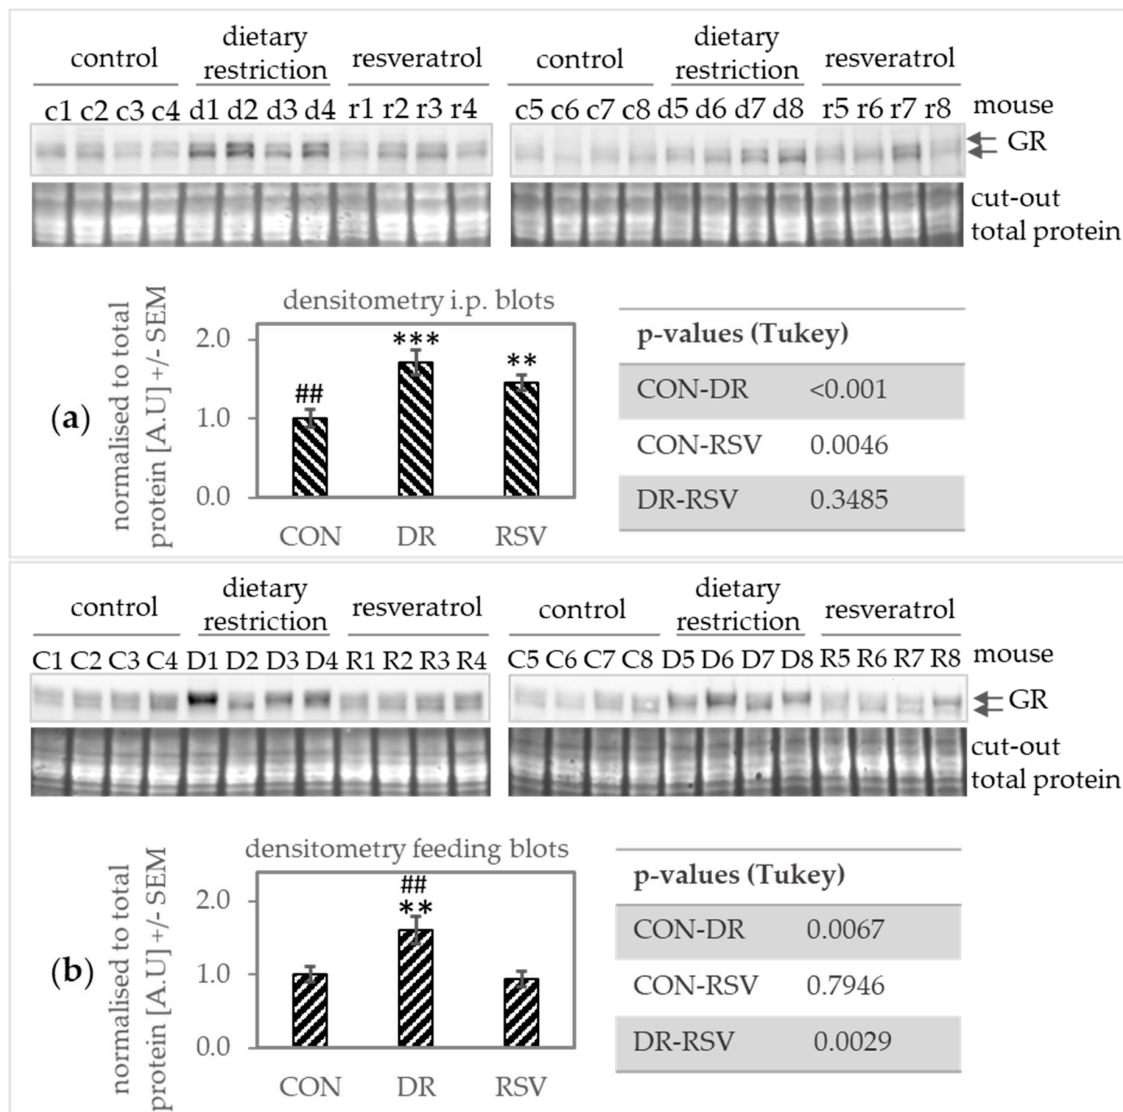 control dietary restriction resveratrol control dietary restriction resveratrol
c1 c2 c3 c4 d1 d2 d3 d4 r1 r2 r3 r4 c5 c6 c7 c8 d5 d6 d7 d8 r5 r6 r7 r8 mouse
GR
cut-out
total protein
densitometry i.p. blots
normalised to total
protein [A.U] +/- SEM
2.0
1.0
0.0
## *** **
CON DR RSV
(a)
p-values (Tukey)
CON-DR <0.001
CON-RSV 0.0046
DR-RSV 0.3485
control dietary restriction resveratrol control dietary restriction resveratrol
C1 C2 C3 C4 D1 D2 D3 D4 R1 R2 R3 R4 C5 C6 C7 C8 D5 D6 D7 D8 R5 R6 R7 R8 mouse
GR
cut-out
total protein
densitometry feeding blots
normalised to total
protein [A.U] +/- SEM
2.0
1.0
0.0
##
**
CON DR RSV
(b)
p-values (Tukey)
CON-DR 0.0067
CON-RSV 0.7946
DR-RSV 0.0029